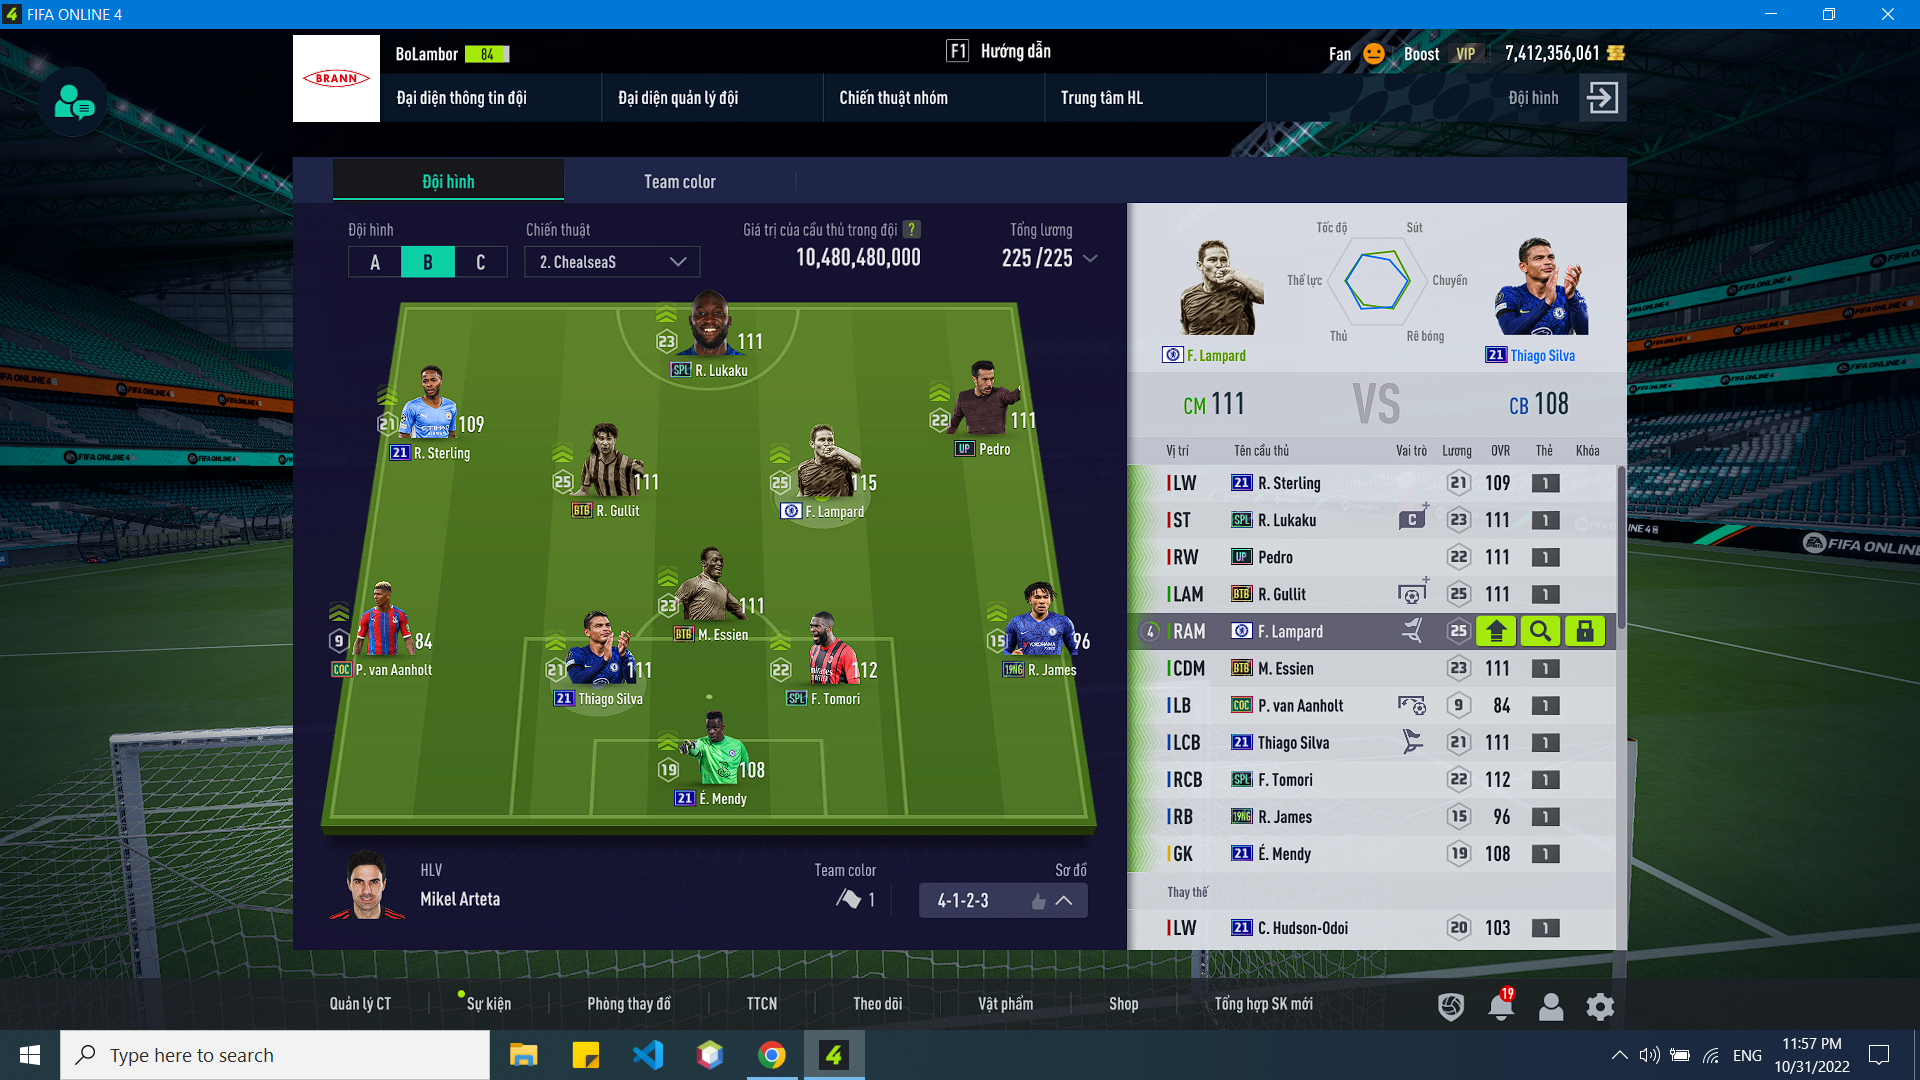 FIFA ONLINE 4
BRANN
BoLambor 84
F1 Hướng dẫn
Fan Boost VIP 7,412,356,061
Đại diện thông tin đội
Đại diện quản lý đội
Chiến thuật nhóm
Trung tâm HL
Đội hình
Đội hình
Team color
Đội hình
A B C
Chiến thuật
2. ChealseaS
Giá trị của cầu thủ trong đội ?
10,480,480,000
Tổng lương
225 /225
23 111
SPL R. Lukaku
21 109
21 R. Sterling
22 111
UP Pedro
25 111
BTB R. Gullit
25 115
F. Lampard
23 111
BTB M. Essien
9 84
COC P. van Aanholt
21 111
21 Thiago Silva
22 112
SPL F. Tomori
15 96
19NG R. James
19 108
21 É. Mendy
HLV
Mikel Arteta
Team color
1
Sơ đồ
4-1-2-3
Tốc độ
Sút
Thể lực
Chuyền
Thủ
Rê bóng
F. Lampard
21 Thiago Silva
CM 111
VS
CB 108
Vị trí Tên cầu thủ Vai trò Lương OVR Thẻ Khóa
LW 21 R. Sterling 21 109 1
ST SPL R. Lukaku C 23 111 1
RW UP Pedro 22 111 1
LAM BTB R. Gullit 25 111 1
4 RAM F. Lampard 25
CDM BTB M. Essien 23 111 1
LB COC P. van Aanholt 9 84 1
LCB 21 Thiago Silva 21 111 1
RCB SPL F. Tomori 22 112 1
RB 19NG R. James 15 96 1
GK 21 É. Mendy 19 108 1
Thay thế
LW 21 C. Hudson-Odoi 20 103 1
Quản lý CT
Sự kiện
Phòng thay đồ
TTCN
Theo dõi
Vật phẩm
Shop
Tổng hợp SK mới
19
Type here to search
ENG
11:57 PM
10/31/2022